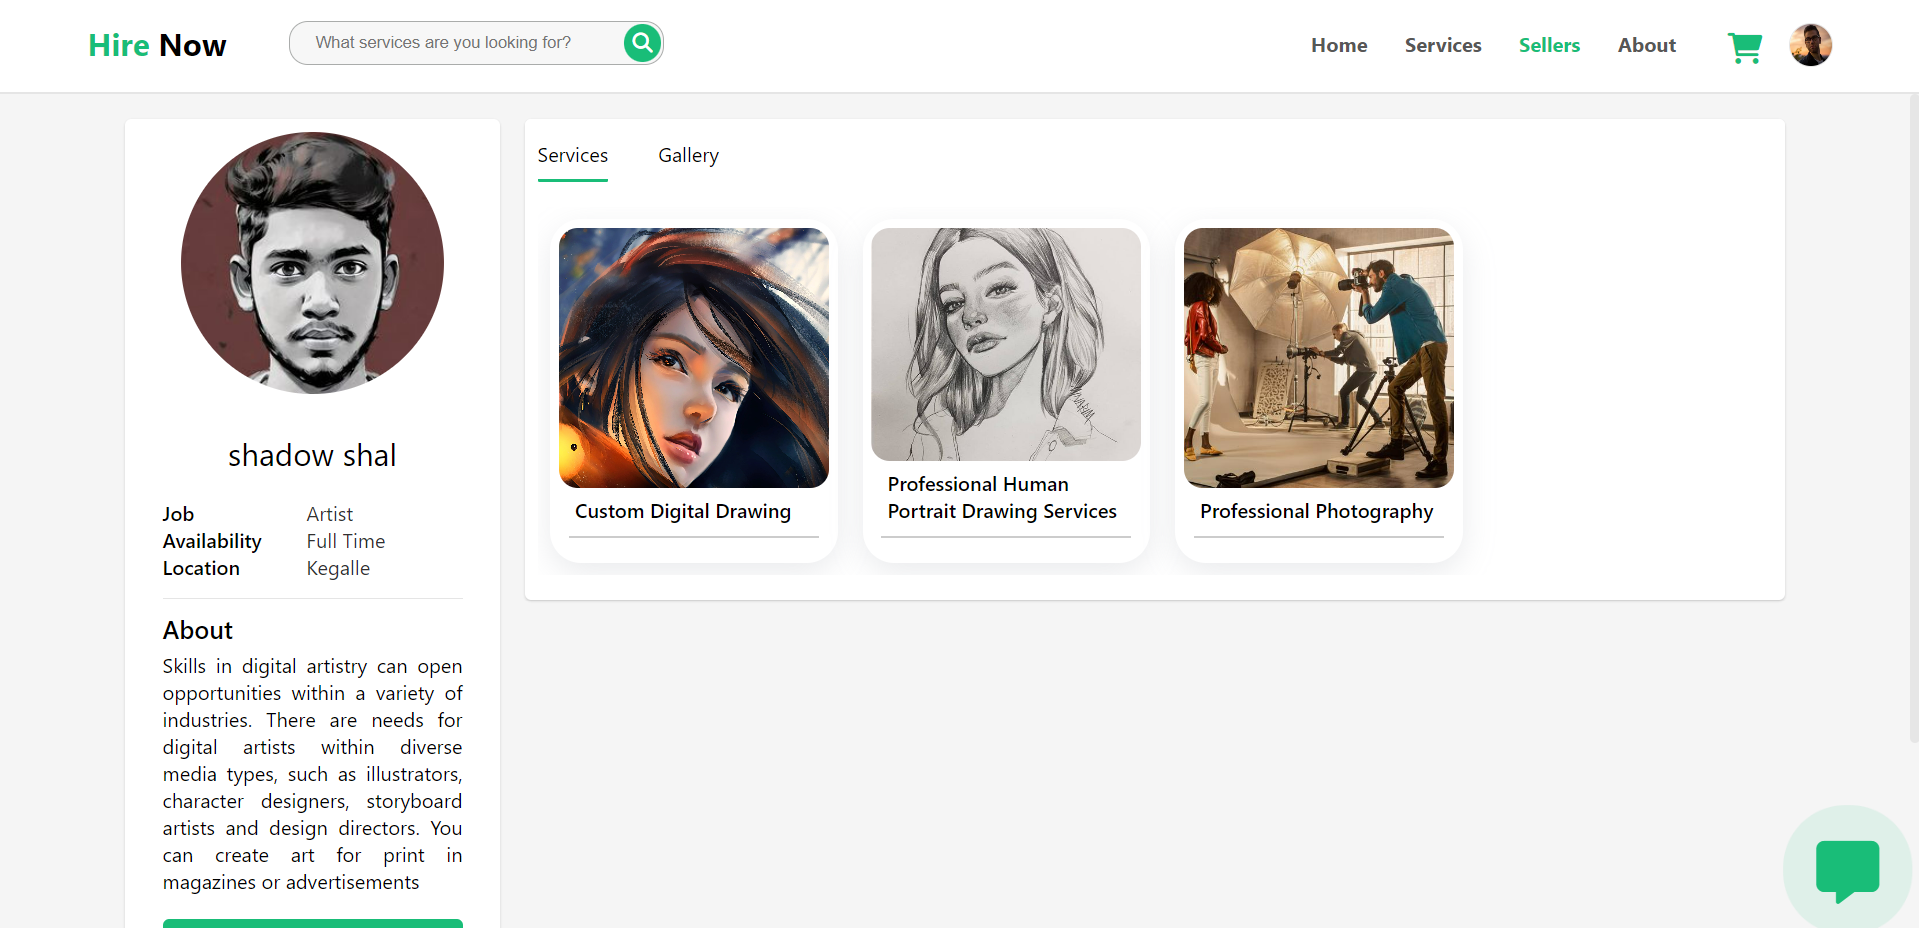 Hire Now
What services are you looking for?
Home
Services
Sellers
About
shadow shal
Job Artist
Availability Full Time
Location Kegalle
About
Skills in digital artistry can open
opportunities within a variety of
industries. There are needs for
digital artists within diverse
media types, such as illustrators,
character designers, storyboard
artists and design directors. You
can create art for print in
magazines or advertisements
Services
Gallery
Custom Digital Drawing
Professional Human
Portrait Drawing Services
Professional Photography